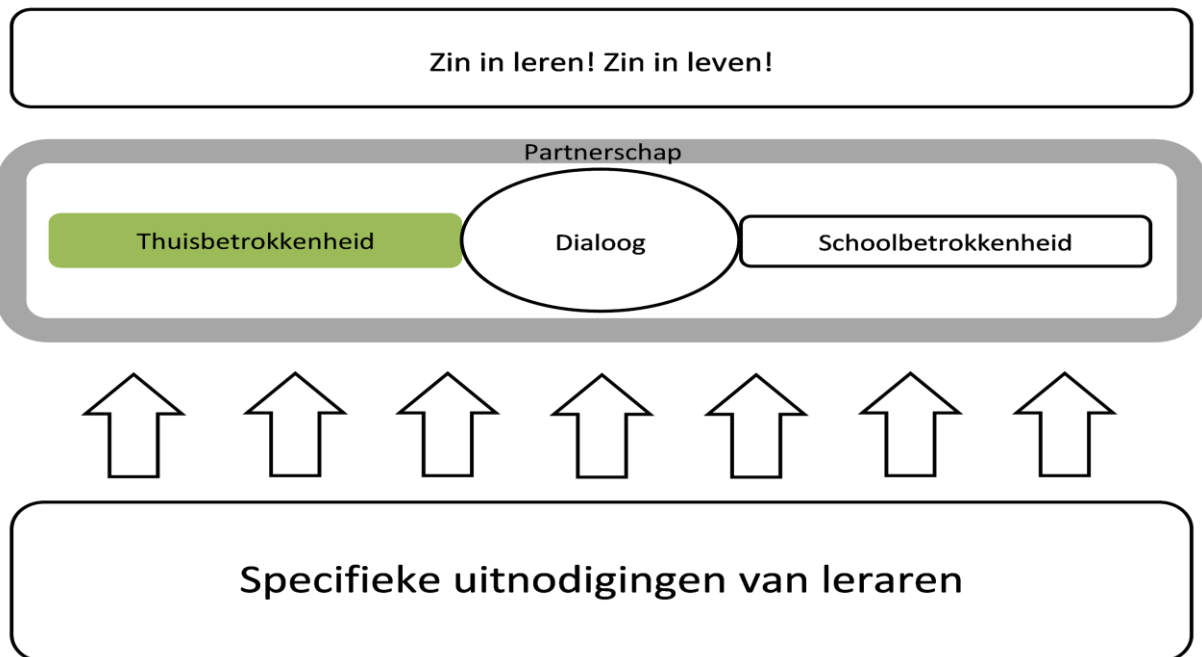 Zin in leren! Zin in leven!
Partnerschap
Thuisbetrokkenheid
Dialoog
Schoolbetrokkenheid
Specifieke uitnodigingen van leraren